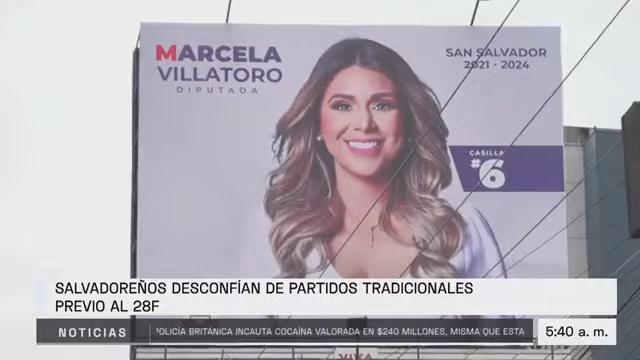 MARCELA
VILLATORO
DIPUTADA
SAN SALVADOR
2021 - 2024
CASILLA
#6
SALVADOREÑOS DESCONFÍAN DE PARTIDOS TRADICIONALES
PREVIO AL 28F
NOTICIAS
POLICÍA BRITÁNICA INCAUTA COCAÍNA VALORADA EN $240 MILLONES, MISMA QUE ESTA
5:40 a. m.
VIVA